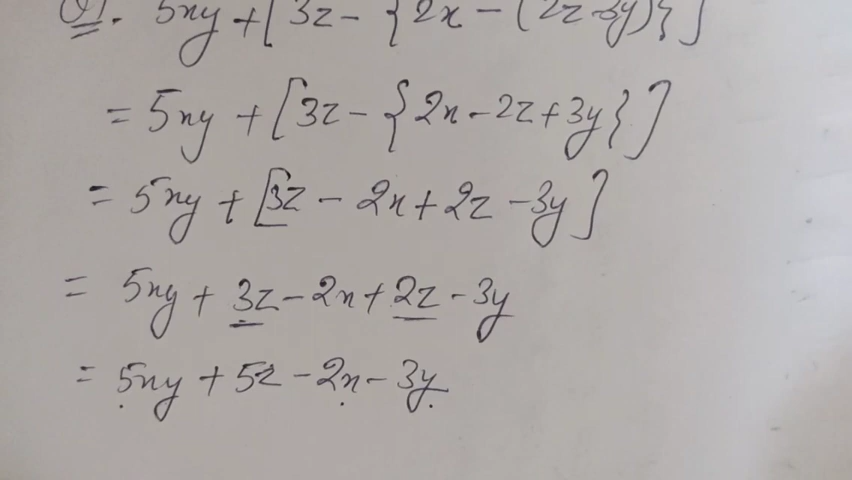 Q1. 5xy + [3z - {2x - (2z-3y)}]
= 5xy + [3z - {2x - 2z + 3y}]
= 5xy + [3z - 2x + 2z - 3y]
= 5xy + 3z - 2x + 2z - 3y
= 5xy + 5z - 2x - 3y